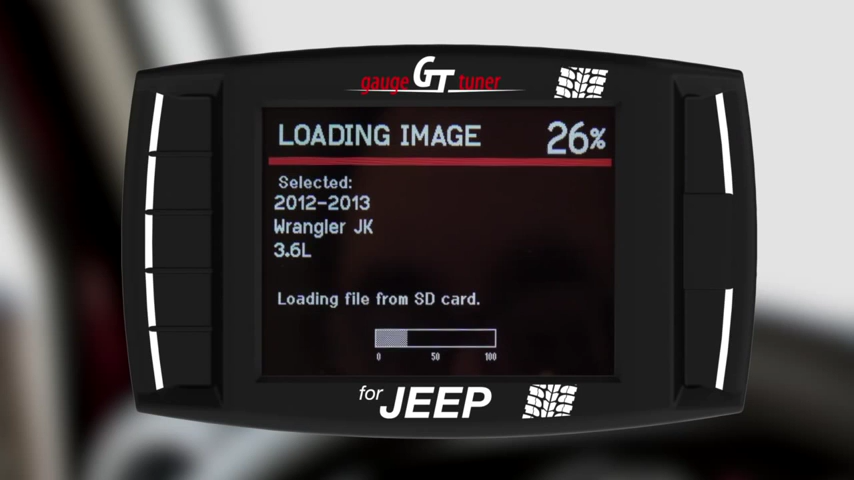 gauge GT tuner
LOADING IMAGE 26%
Selected:
2012-2013
Wrangler JK
3.6L
Loading file from SD card.
0 50 100
for JEEP